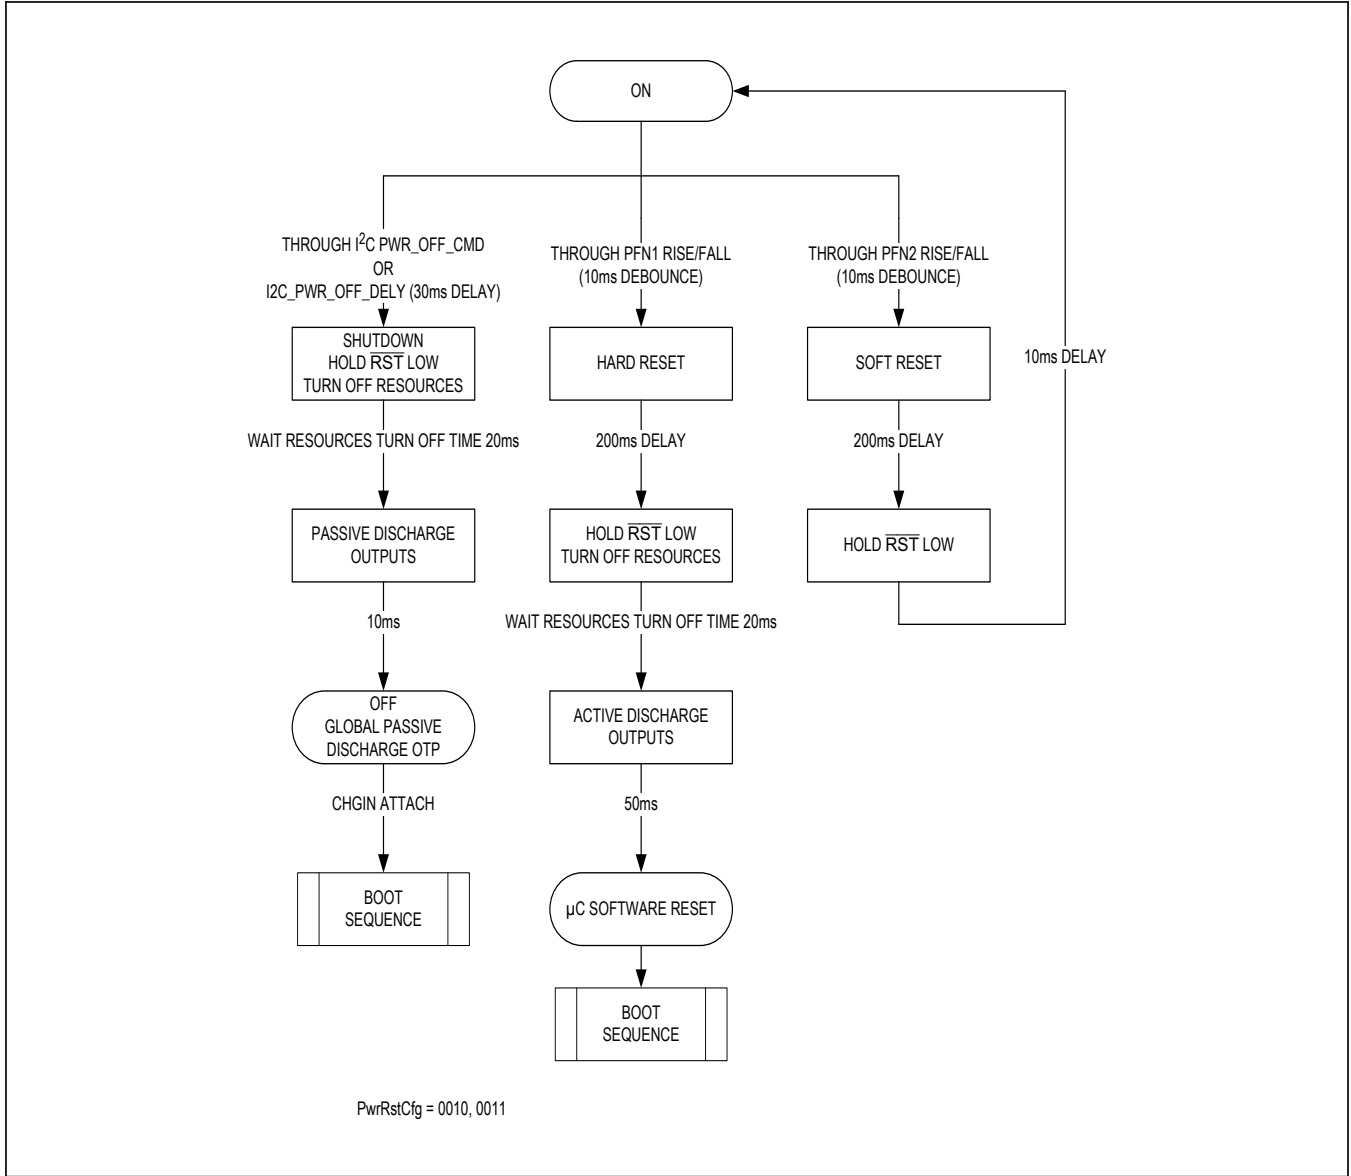 ON
THROUGH I²C PWR_OFF_CMD
OR
I2C_PWR_OFF_DELY (30ms DELAY)
SHUTDOWN
HOLD R̅S̅T̅ LOW
TURN OFF RESOURCES
WAIT RESOURCES TURN OFF TIME 20ms
PASSIVE DISCHARGE
OUTPUTS
10ms
OFF
GLOBAL PASSIVE
DISCHARGE OTP
CHGIN ATTACH
BOOT
SEQUENCE
THROUGH PFN1 RISE/FALL
(10ms DEBOUNCE)
HARD RESET
200ms DELAY
HOLD R̅S̅T̅ LOW
TURN OFF RESOURCES
WAIT RESOURCES TURN OFF TIME 20ms
ACTIVE DISCHARGE
OUTPUTS
50ms
µC SOFTWARE RESET
BOOT
SEQUENCE
THROUGH PFN2 RISE/FALL
(10ms DEBOUNCE)
SOFT RESET
200ms DELAY
HOLD R̅S̅T̅ LOW
10ms DELAY
PwrRstCfg = 0010, 0011